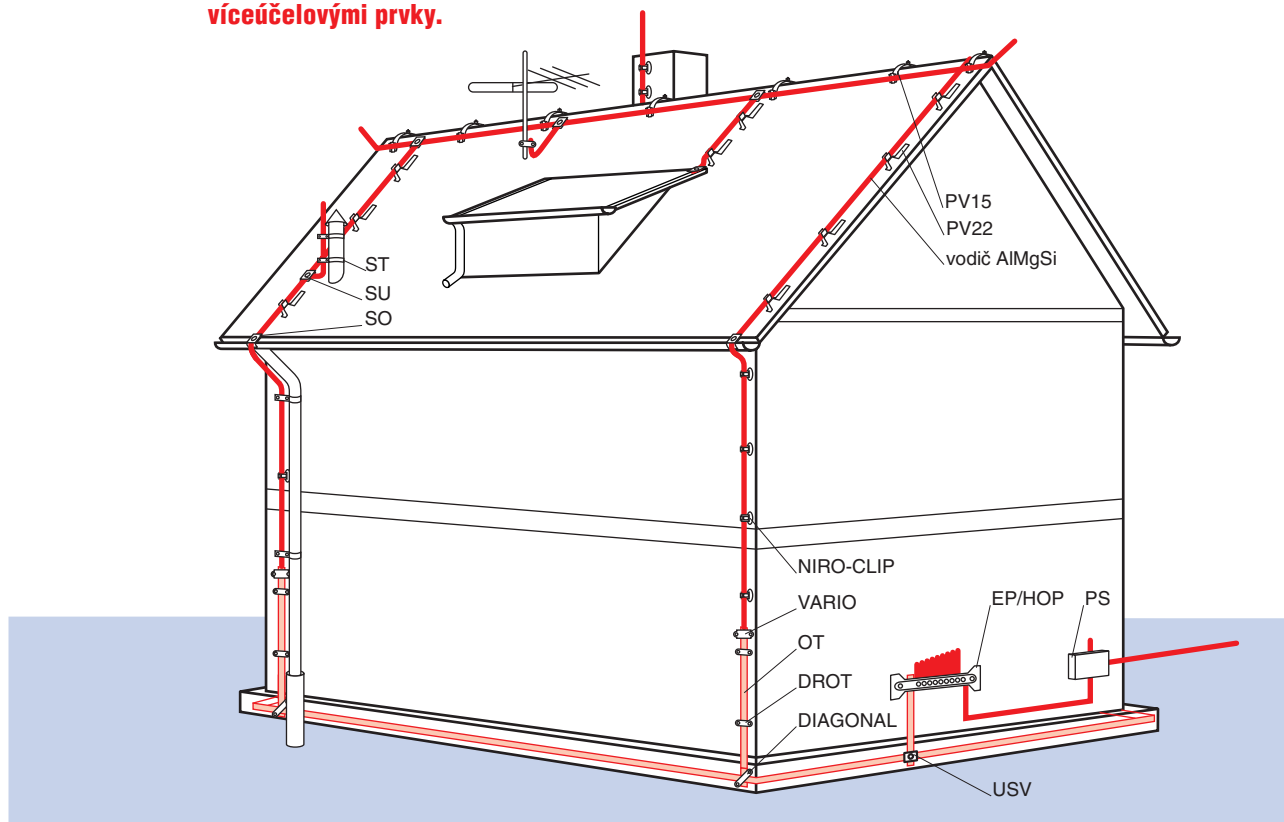 víceúčelovými prvky.
PV15
PV22
vodič AlMgSi
ST
SU
SO
NIRO-CLIP
VARIO
EP/HOP
PS
OT
DROT
DIAGONAL
USV